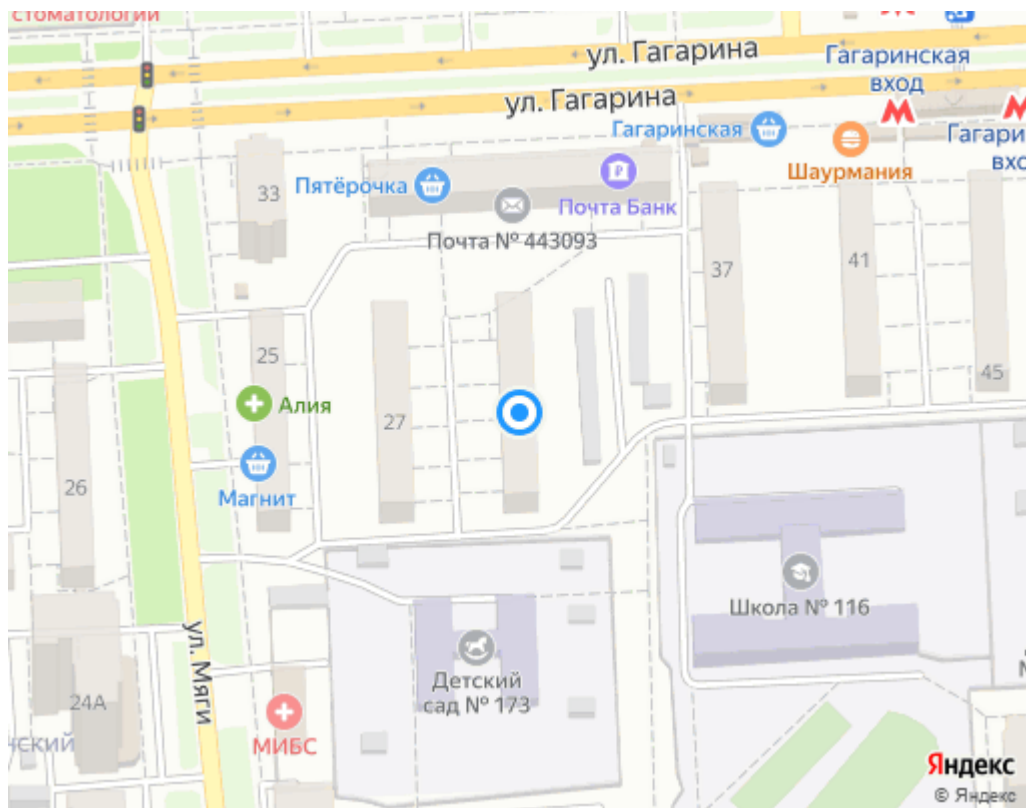 стоматологии
ул. Гагарина
Гагаринская
вход
ул. Гагарина
Гагаринская
Шаурмания
вхо
33
Пятёрочка
Почта Банк
Почта № 443093
37
41
45
25
Алия
27
26
Магнит
Школа № 116
ул. Мяги
Детский
сад № 173
24А
МИБС
Яндекс
© Яндекс